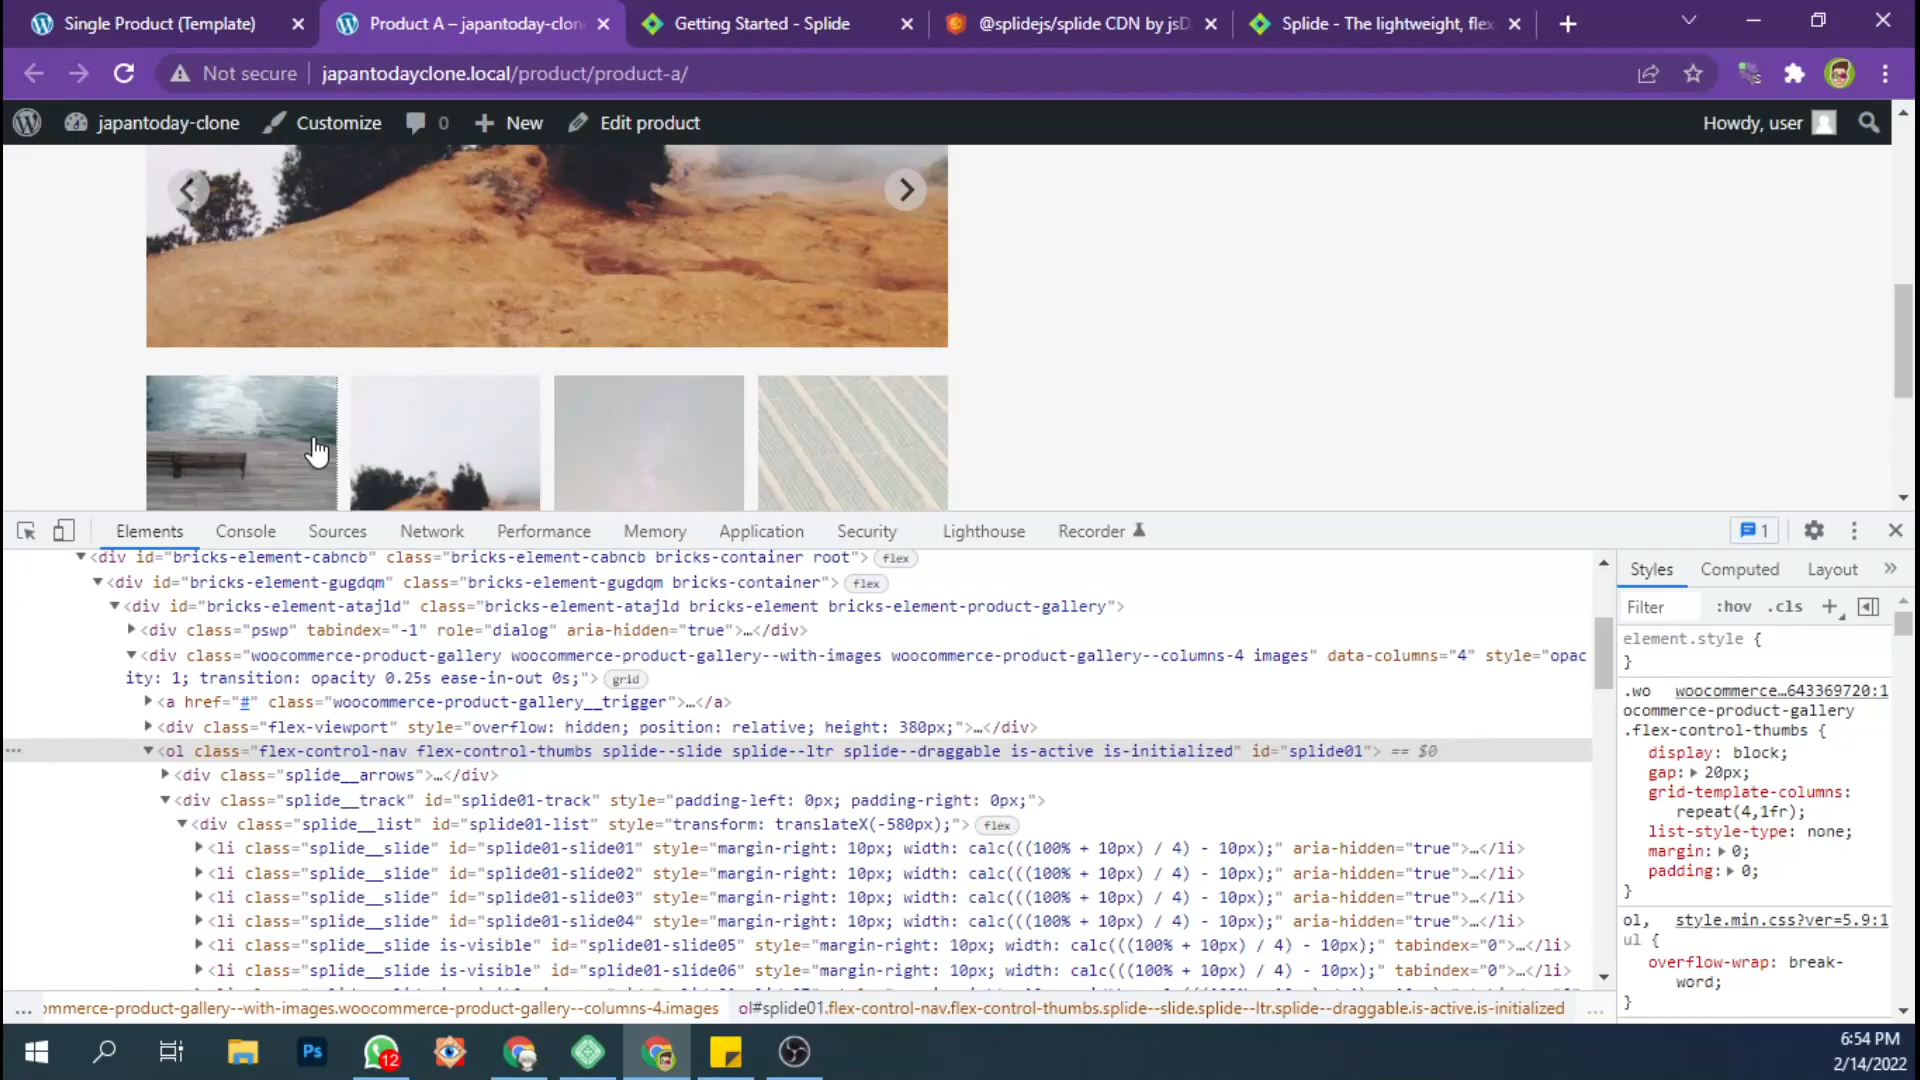 Single Product (Template)
Product A – japantoday-clon
Getting Started - Splide
@splidejs/splide CDN by jsD
Splide - The lightweight, flex
Not secure
japantodayclone.local/product/product-a/
japantoday-clone
Customize
0
New
Edit product
Howdy, user
Elements
Console
Sources
Network
Performance
Memory
Application
Security
Lighthouse
Recorder
1
<div id="bricks-element-cabncb" class="bricks-element-cabncb bricks-container root"> flex
<div id="bricks-element-gugdqm" class="bricks-element-gugdqm bricks-container"> flex
<div id="bricks-element-atajld" class="bricks-element-atajld bricks-element bricks-element-product-gallery">
<div class="pswp" tabindex="-1" role="dialog" aria-hidden="true">…</div>
<div class="woocommerce-product-gallery woocommerce-product-gallery--with-images woocommerce-product-gallery--columns-4 images" data-columns="4" style="opac
ity: 1; transition: opacity 0.25s ease-in-out 0s;"> grid
<a href="#" class="woocommerce-product-gallery__trigger">…</a>
<div class="flex-viewport" style="overflow: hidden; position: relative; height: 380px;">…</div>
… <ol class="flex-control-nav flex-control-thumbs splide--slide splide--ltr splide--draggable is-active is-initialized" id="splide01"> == $0
<div class="splide__arrows">…</div>
<div class="splide__track" id="splide01-track" style="padding-left: 0px; padding-right: 0px;">
<div class="splide__list" id="splide01-list" style="transform: translateX(-580px);"> flex
<li class="splide__slide" id="splide01-slide01" style="margin-right: 10px; width: calc(((100% + 10px) / 4) - 10px);" aria-hidden="true">…</li>
<li class="splide__slide" id="splide01-slide02" style="margin-right: 10px; width: calc(((100% + 10px) / 4) - 10px);" aria-hidden="true">…</li>
<li class="splide__slide" id="splide01-slide03" style="margin-right: 10px; width: calc(((100% + 10px) / 4) - 10px);" aria-hidden="true">…</li>
<li class="splide__slide" id="splide01-slide04" style="margin-right: 10px; width: calc(((100% + 10px) / 4) - 10px);" aria-hidden="true">…</li>
<li class="splide__slide is-visible" id="splide01-slide05" style="margin-right: 10px; width: calc(((100% + 10px) / 4) - 10px);" tabindex="0">…</li>
<li class="splide__slide is-visible" id="splide01-slide06" style="margin-right: 10px; width: calc(((100% + 10px) / 4) - 10px);" tabindex="0">…</li>
… ommerce-product-gallery--with-images.woocommerce-product-gallery--columns-4.images
ol#splide01.flex-control-nav.flex-control-thumbs.splide--slide.splide--ltr.splide--draggable.is-active.is-initialized …
Styles
Computed
Layout
Filter
:hov
.cls
element.style {
}
.wo woocommerce…643369720:1
ocommerce-product-gallery
.flex-control-thumbs {
display: block;
gap: 20px;
grid-template-columns:
repeat(4,1fr);
list-style-type: none;
margin: 0;
padding: 0;
}
ol, style.min.css?ver=5.9:1
ul {
overflow-wrap: break-
word;
}
Ps
12
6:54 PM
2/14/2022